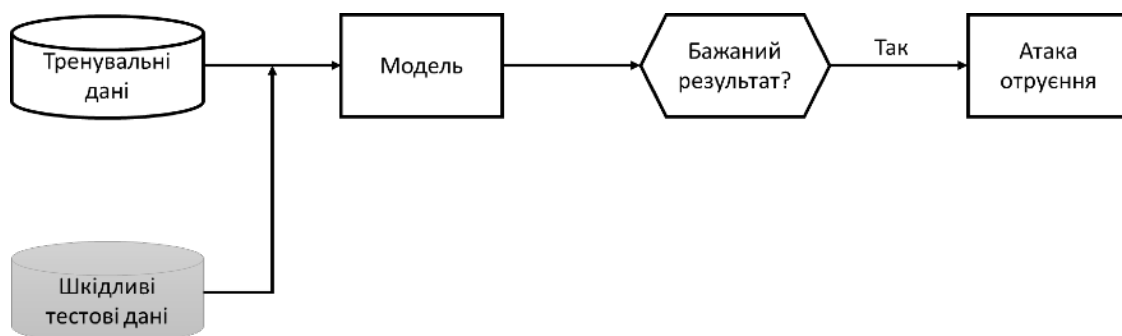 Тренувальні
дані
Модель
Бажаний
результат?
Так
Атака
отруєння
Шкідливі
тестові дані